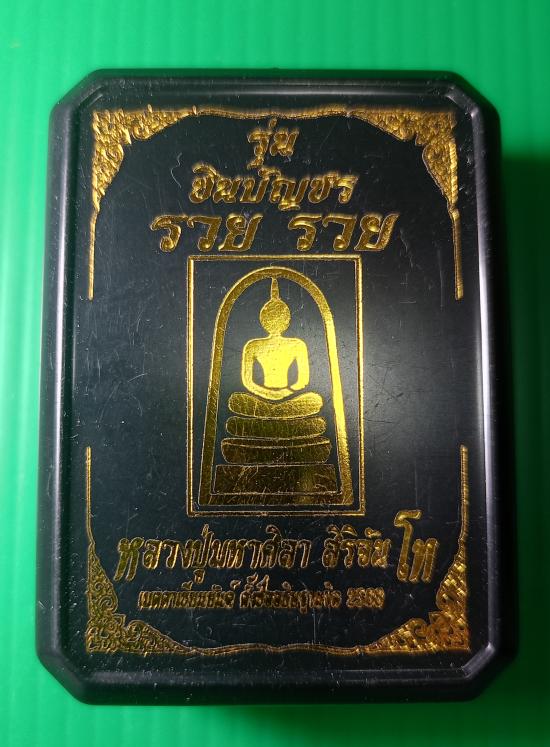 รุ่น
ชินบัญชร
รวย รวย
หลวงปู่มหาศิลา สิริจันโท
2563